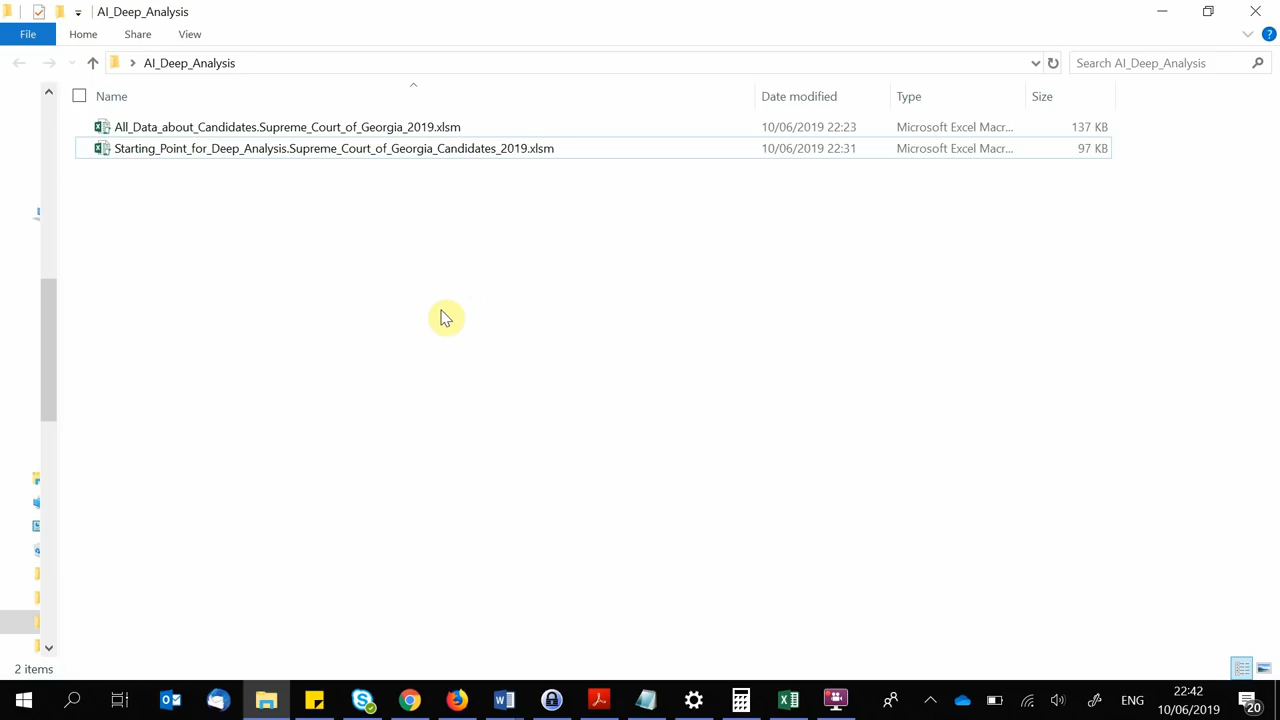 AI_Deep_Analysis
File Home Share View
AI_Deep_Analysis Search AI_Deep_Analysis
Name Date modified Type Size
All_Data_about_Candidates.Supreme_Court_of_Georgia_2019.xlsm 10/06/2019 22:23 Microsoft Excel Macr... 137 KB
Starting_Point_for_Deep_Analysis.Supreme_Court_of_Georgia_Candidates_2019.xlsm 10/06/2019 22:31 Microsoft Excel Macr... 97 KB
2 items
ENG 22:42
10/06/2019 20